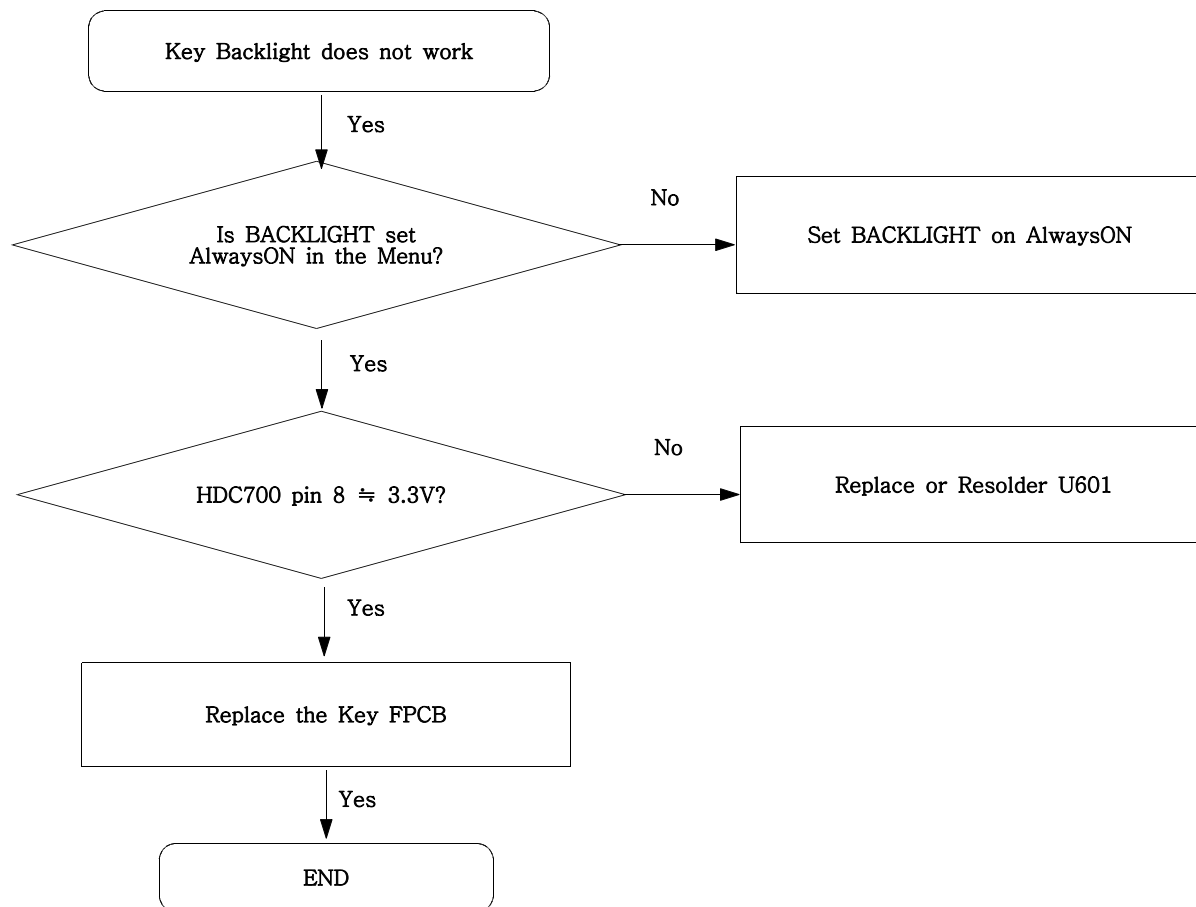 Key Backlight does not work
Yes
Is BACKLIGHT set
AlwaysON in the Menu?
No
Set BACKLIGHT on AlwaysON
Yes
HDC700 pin 8 ≒ 3.3V?
No
Replace or Resolder U601
Yes
Replace the Key FPCB
Yes
END